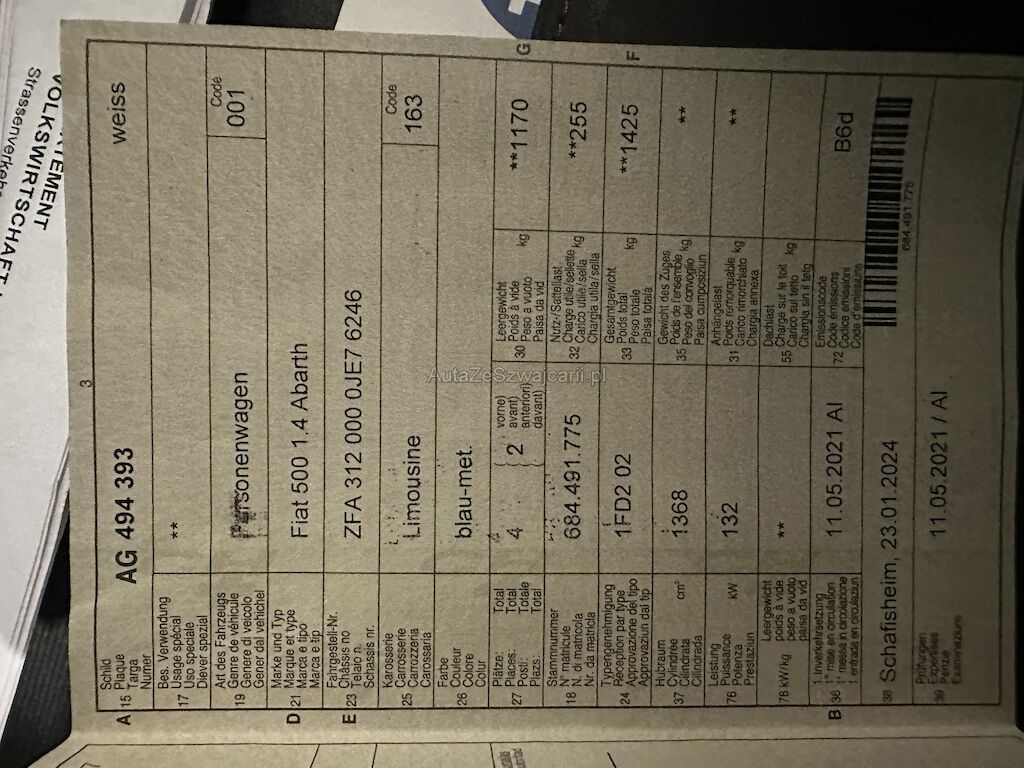 VOLKSWIRTSCHAFT
3
A 15 Schild Plaque Targa Numer
AG 494 393
weiss
17 Bes. Verwendung
Usage spécial
Uso speciale
Diever spezial
**
19 Art des Fahrzeugs
Genre de véhicule
Genere di veicolo
Gener da vehichel
Personenwagen
Code
001
D 21 Marke und Typ
Marque et type
Marca e tipo
Marca e tip
Fiat 500 1.4 Abarth
E 23 Fahrgestell-Nr.
Châssis no
Telaio n.
Schassis nr.
ZFA 312 000 0JE7 6246
25 Karosserie
Carrosserie
Carrozzeria
Carossaria
Limousine
Code
163
26 Farbe
Couleur
Colore
Colur
blau-met.
27 Plätze: Total
Places: Total
Posti: Totale
Plazs: Total
4
2
vorne)
avant)
anteriori)
davant)
G
30 Leergewicht
Poids à vide
Peso a vuoto
Paisa da vid
kg
**1170
18 Stammnummer
N° matricule
N. di matricola
Nr. da matricla
684.491.775
32 Nutz-/Sattellast
Charge utile/sellette
Carico utile/sella
Chargia utila/sella
kg
**255
24 Typengenehmigung
Réception par type
Approvazione del tipo
Approvaziun dal tip
1FD2 02
F
33 Gesamtgewicht
Poids total
Peso totale
Paisa totala
kg
**1425
37 Hubraum
Cylindrée
Cilindrata
Cilindrada
cm³
1368
35 Gewicht des Zuges
Poids de l'ensemble
Peso del convoglio
Paisa cumposiziun
kg
**
76 Leistung
Puissance
Potenza
Prestaziun
kW
132
31 Anhängelast
Poids remorquable
Carico rimorchiato
Chargia annexa
kg
**
78 kW/kg
Leergewicht
poids à vide
peso a vuoto
paisa da vid
**
55 Dachlast
Charge sur le toit
Carico sul tetto
Chargia sin il tetg
kg
B 36 1. Inverkehrsetzung
1re mise en circulation
1a messa in circolazione
1. entrada en circulaziun
11.05.2021 AI
72 Emissionscode
Code émissions
Codice emissioni
Code d'emissiuns
B6d
38 Schafisheim, 23.01.2024
684.491.775
39 Prüfungen
Expertises
Perizie
Examinaziuns
11.05.2021 / AI
AutaZeSzwajcarii.pl